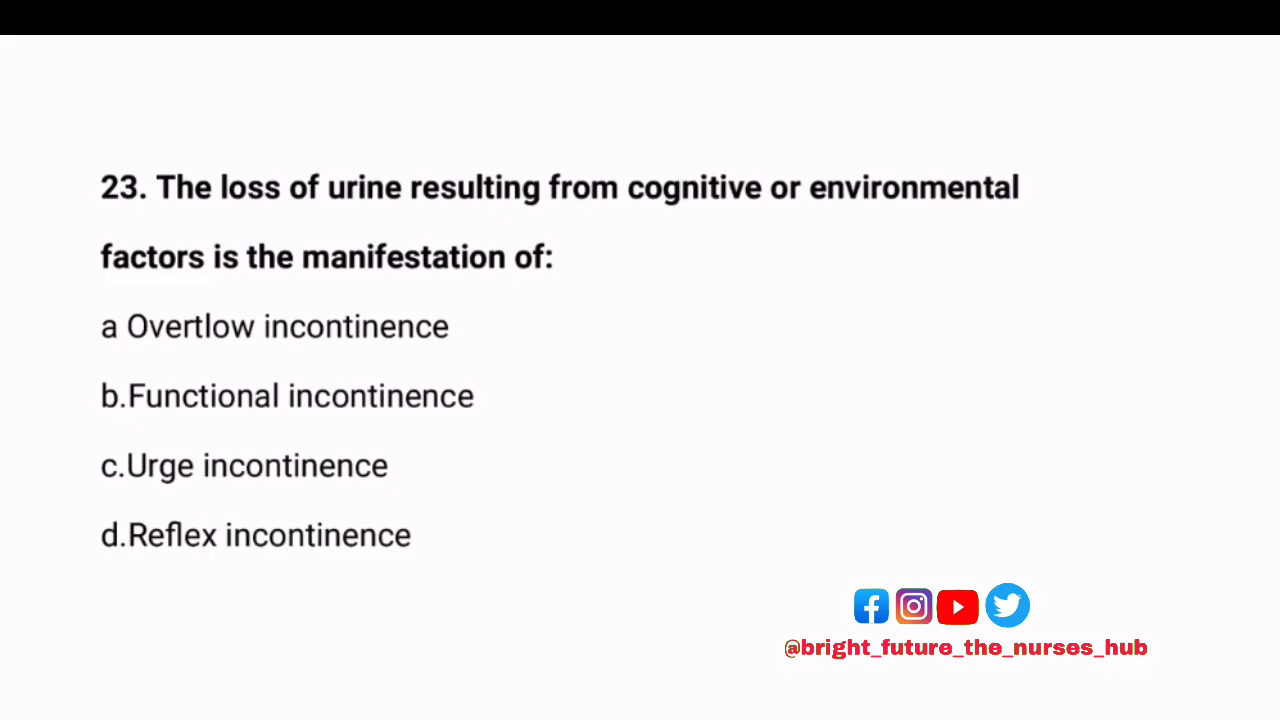 23. The loss of urine resulting from cognitive or environmental
factors is the manifestation of:
a Overtlow incontinence
b.Functional incontinence
c.Urge incontinence
d.Reflex incontinence
@bright_future_the_nurses_hub